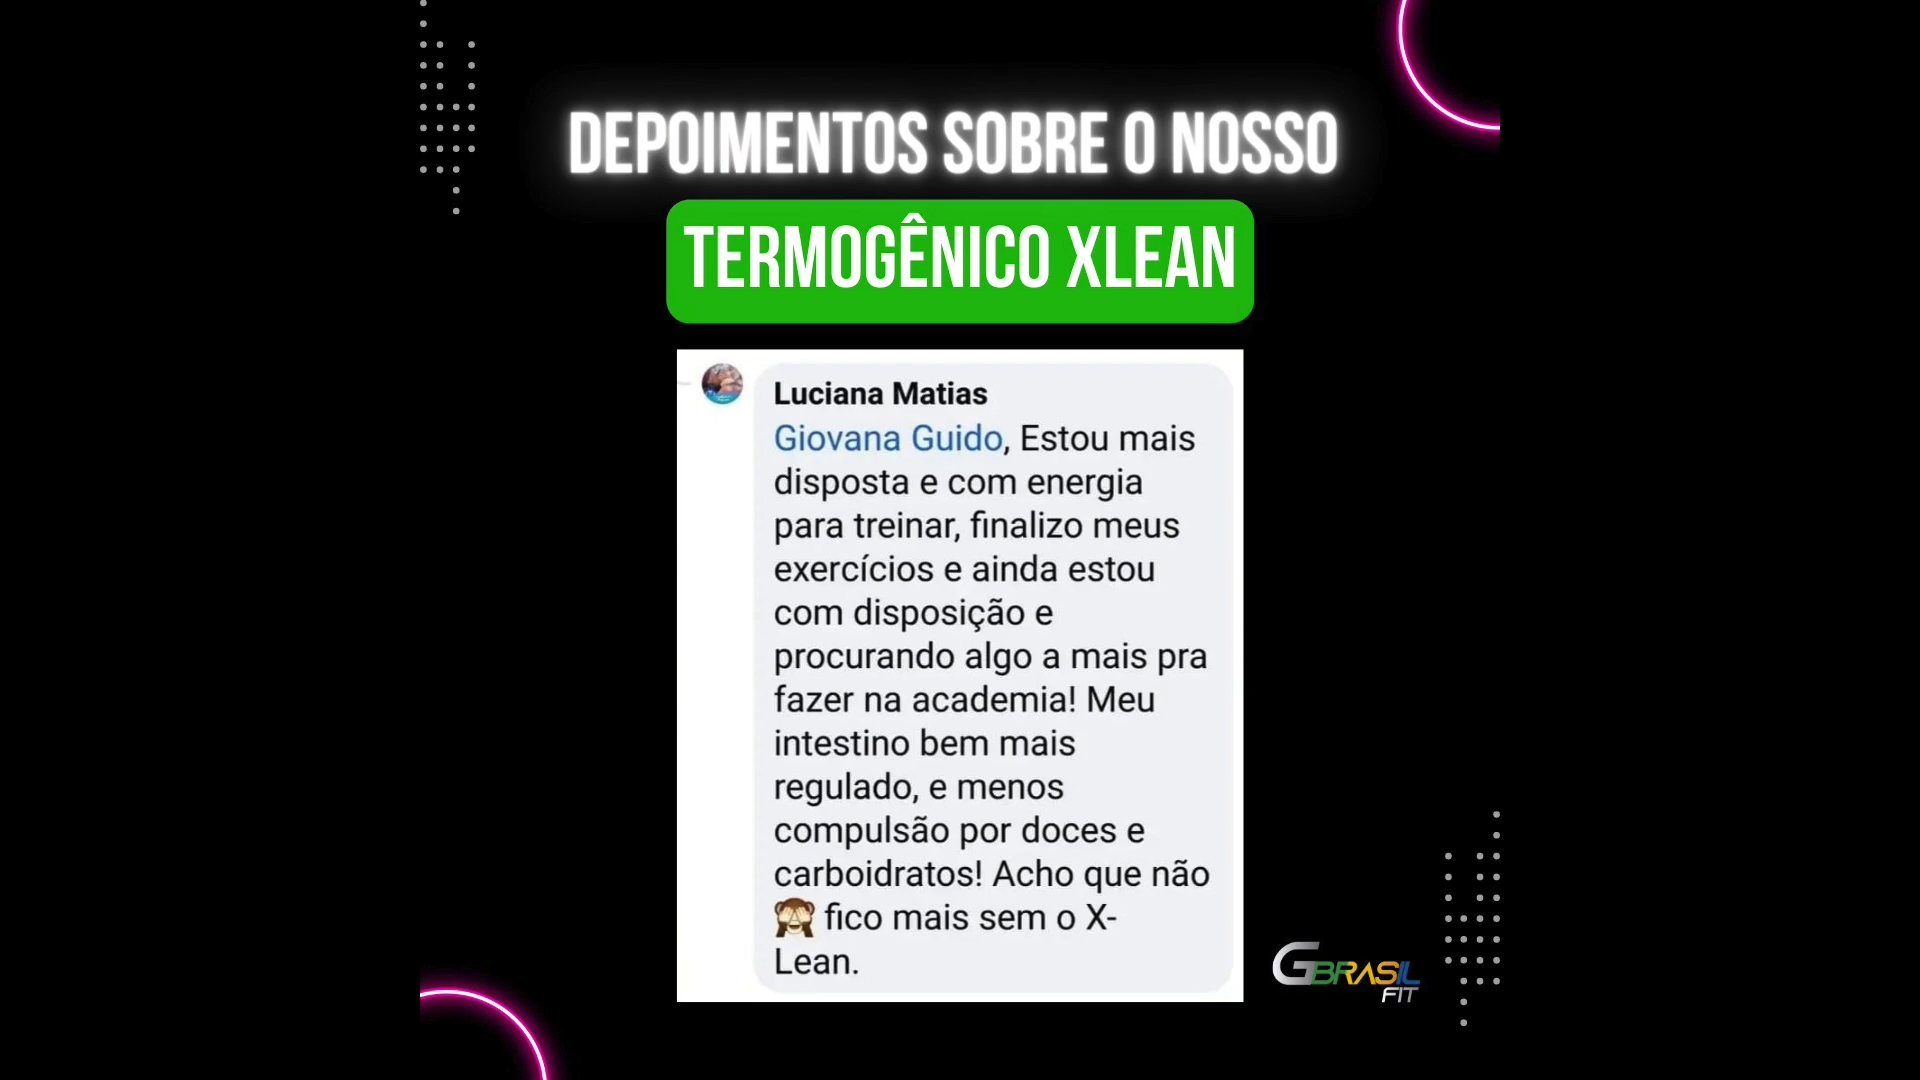 DEPOIMENTOS SOBRE O NOSSO
TERMOGÊNICO XLEAN
Luciana Matias
Giovana Guido, Estou mais
disposta e com energia
para treinar, finalizo meus
exercícios e ainda estou
com disposição e
procurando algo a mais pra
fazer na academia! Meu
intestino bem mais
regulado, e menos
compulsão por doces e
carboidratos! Acho que não
🙈 fico mais sem o X-
Lean.
GBRASIL
FIT